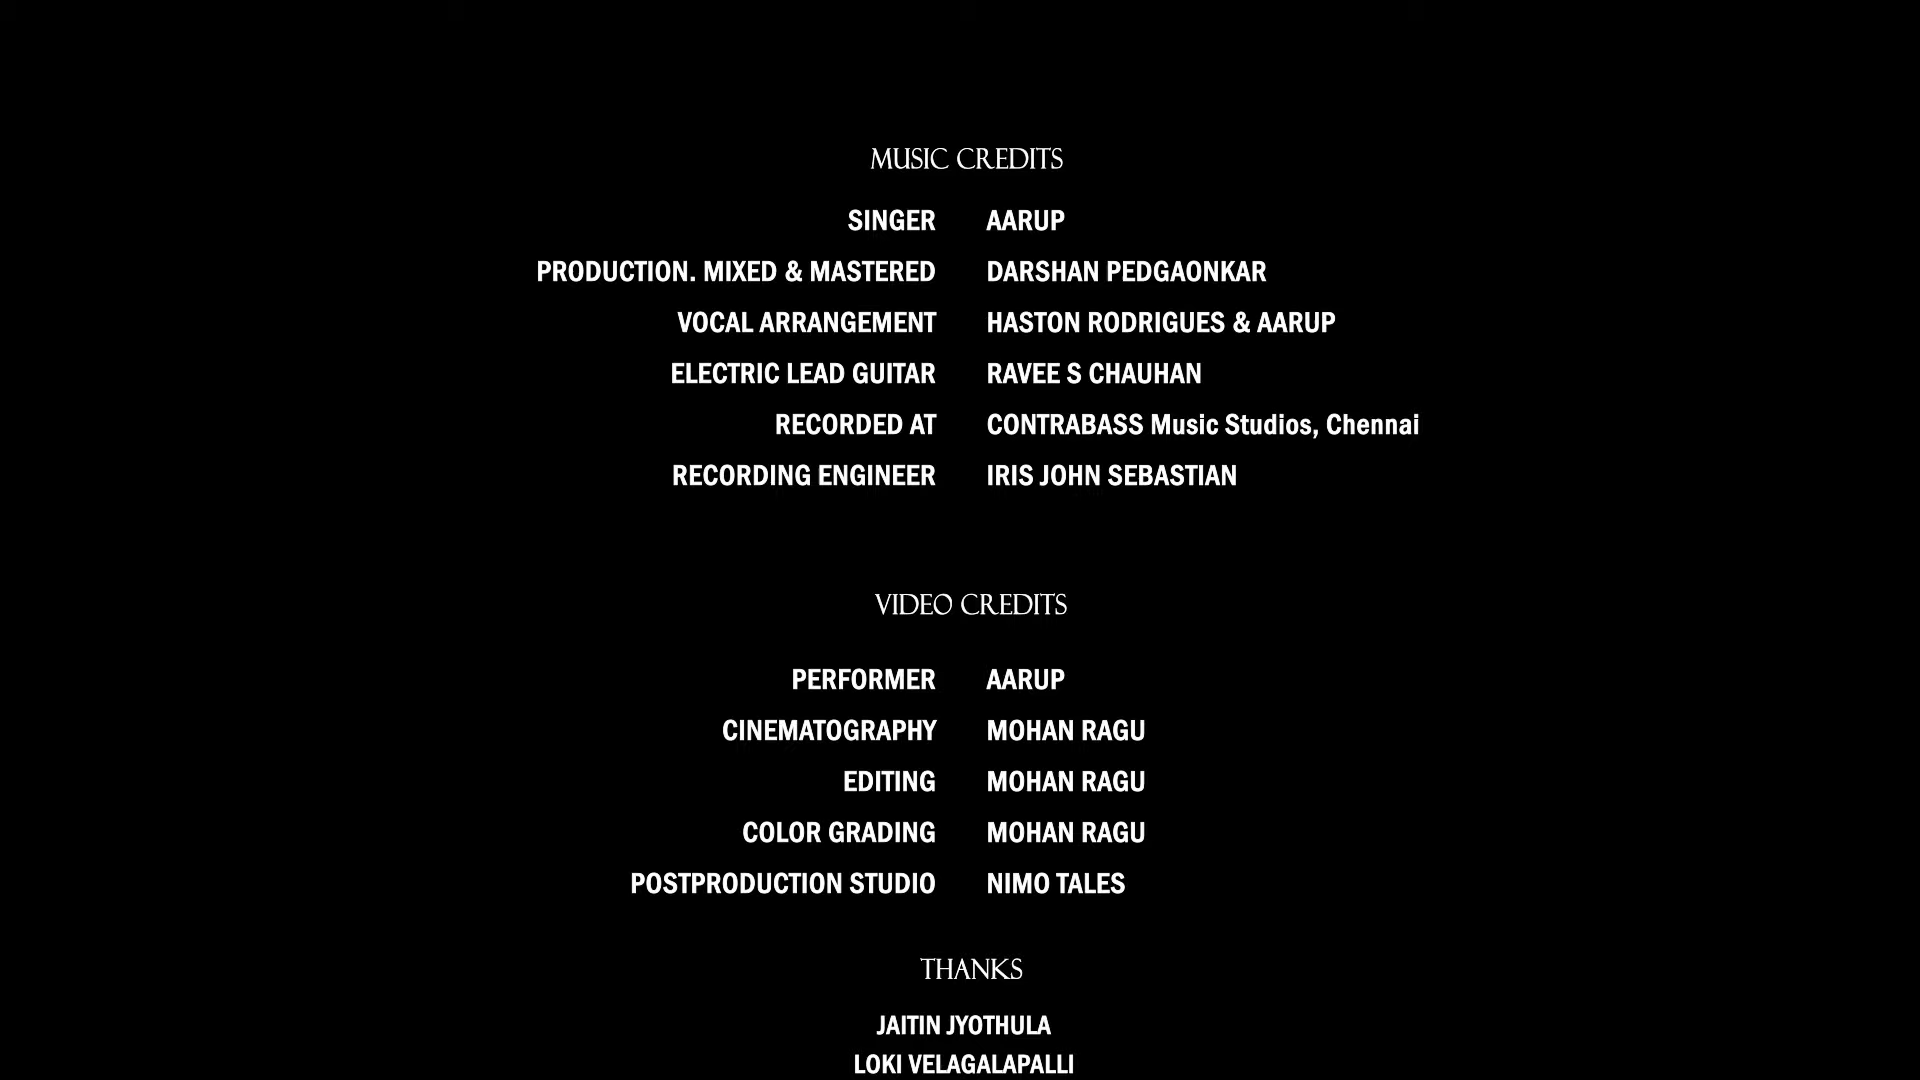 MUSIC CREDITS
SINGER AARUP
PRODUCTION. MIXED & MASTERED DARSHAN PEDGAONKAR
VOCAL ARRANGEMENT HASTON RODRIGUES & AARUP
ELECTRIC LEAD GUITAR RAVEE S CHAUHAN
RECORDED AT CONTRABASS Music Studios, Chennai
RECORDING ENGINEER IRIS JOHN SEBASTIAN
VIDEO CREDITS
PERFORMER AARUP
CINEMATOGRAPHY MOHAN RAGU
EDITING MOHAN RAGU
COLOR GRADING MOHAN RAGU
POSTPRODUCTION STUDIO NIMO TALES
THANKS
JAITIN JYOTHULA
LOKI VELAGALAPALLI